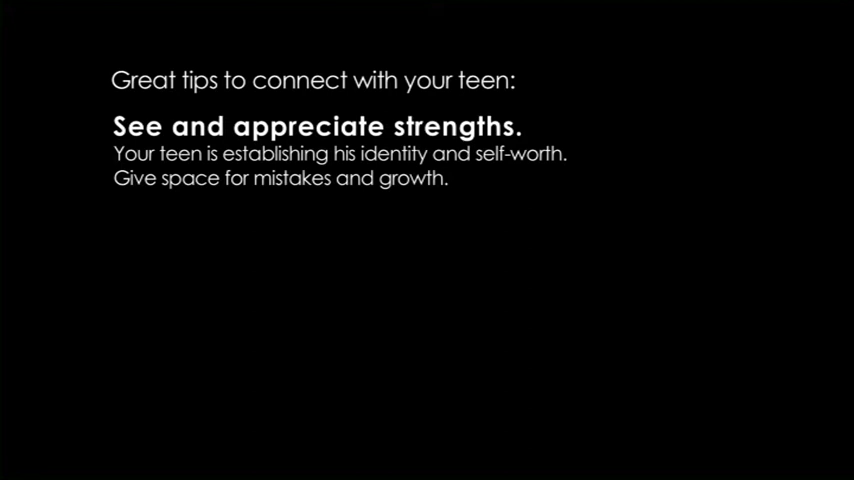 Great tips to connect with your teen:
See and appreciate strengths.
Your teen is establishing his identity and self-worth.
Give space for mistakes and growth.